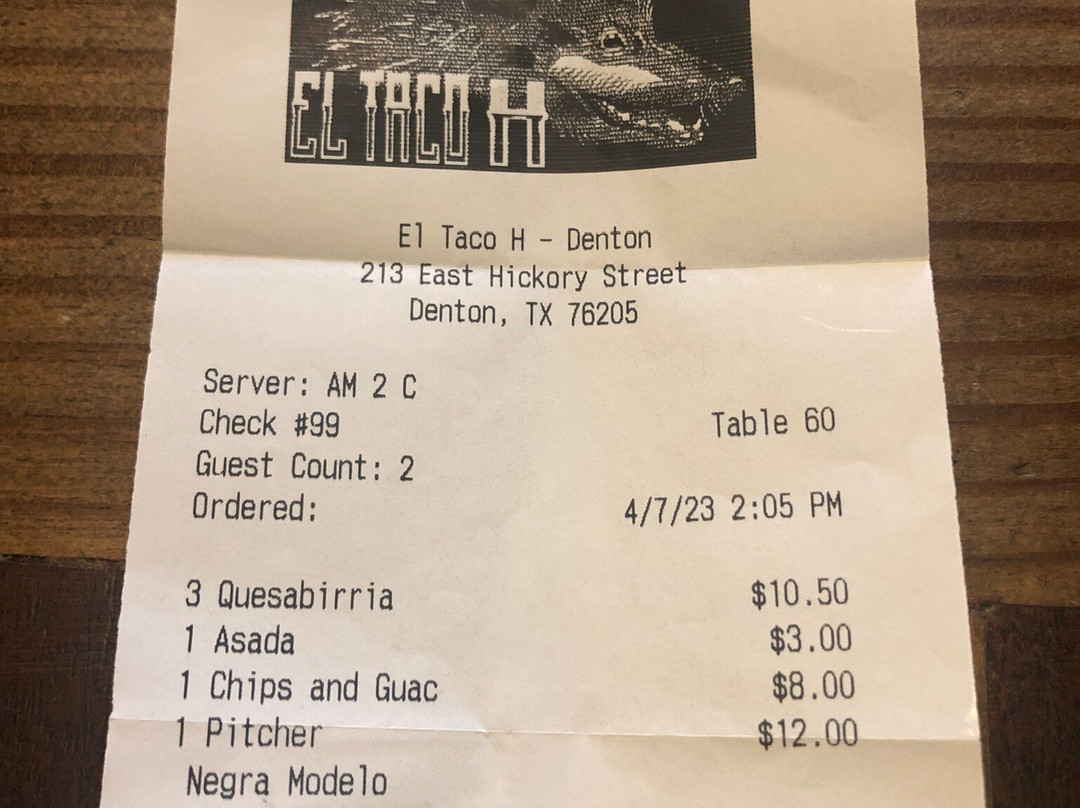 EL TACO H
El Taco H - Denton
213 East Hickory Street
Denton, TX 76205
Server: AM 2 C
Check #99 Table 60
Guest Count: 2
Ordered: 4/7/23 2:05 PM
3 Quesabirria $10.50
1 Asada $3.00
1 Chips and Guac $8.00
1 Pitcher $12.00
Negra Modelo